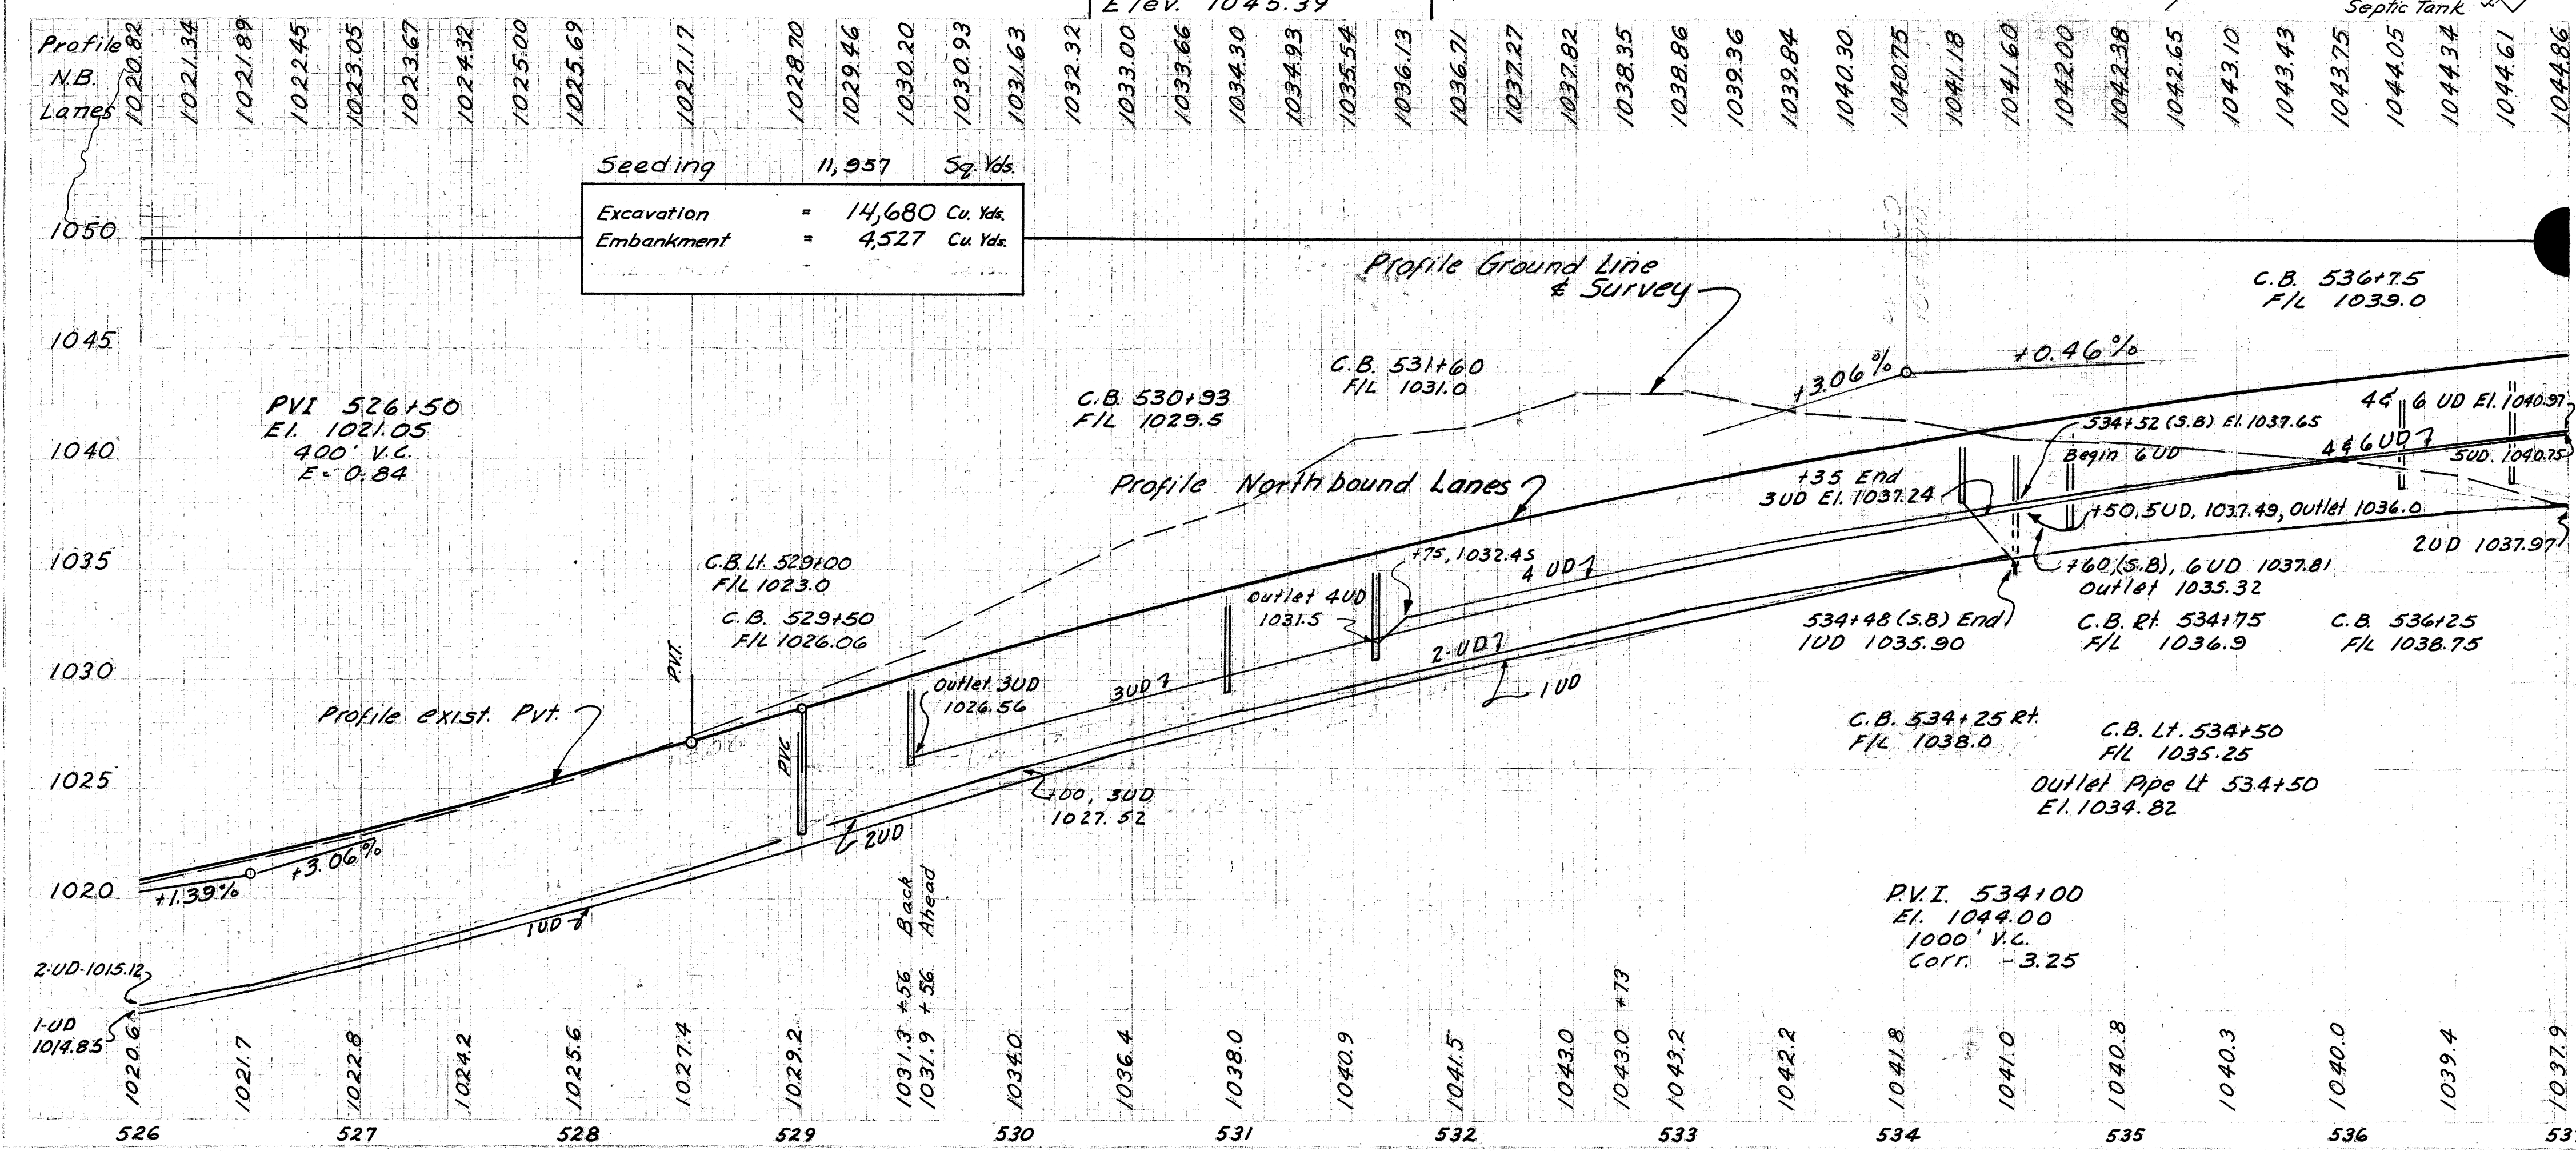 Elev. 1045.39
Septic Tank
Profile
N.B.
Lanes
1020.82
1021.34
1021.89
1022.45
1023.05
1023.67
1024.32
1025.00
1025.69
1027.17
1028.70
1029.46
1030.20
1030.93
1031.63
1032.32
1033.00
1033.66
1034.30
1034.93
1035.54
1036.13
1036.71
1037.27
1037.82
1038.35
1038.86
1039.36
1039.84
1040.30
1040.75
1041.18
1041.60
1042.00
1042.38
1042.65
1043.10
1043.43
1043.75
1044.05
1044.34
1044.61
1044.86
Seeding 11,957 Sq. Yds.
Excavation = 14,680 Cu. Yds.
Embankment = 4,527 Cu. Yds.
1050
1045
1040
1035
1030
1025
1020
Profile Ground Line
& Survey
C.B. 536+75
F/L 1039.0
PVI 526+50
El. 1021.05
400' V.C.
E = 0.84
C.B. 530+93
F/L 1029.5
C.B. 531+60
F/L 1031.0
+3.06%
+0.46%
534+52 (S.B) El. 1037.65
Begin 6 UD
4 & 6 UD El. 1040.97
4 & 6 UD
5UD. 1040.75
Profile Northbound Lanes
+35 End
3 UD El. 1037.24
+50, 5UD, 1037.49, Outlet 1036.0
2UD 1037.97
+60 (S.B), 6 UD 1037.81
Outlet 1035.32
C.B. Lt. 529+00
F/L 1023.0
C.B. 529+50
F/L 1026.06
+75, 1032.45
4 UD
Outlet 4UD
1031.5
534+48 (S.B) End
1UD 1035.90
C.B. Rt. 534+75
F/L 1036.9
C.B. 536+25
F/L 1038.75
P.V.T.
PVC
Outlet 3UD
1026.56
3UD
2-UD
1 UD
Profile exist. Pvt.
C.B. 534+25 Rt.
F/L 1038.0
C.B. Lt. 534+50
F/L 1035.25
Outlet Pipe Lt 534+50
El. 1034.82
+00, 3UD
1027.52
2UD
+1.39%
+3.06%
1UD
P.V.I. 534+00
El. 1044.00
1000' V.C.
Corr. -3.25
2-UD-1015.12
1-UD
1014.85
1020.6
1021.7
1022.8
1024.2
1025.6
1027.4
1029.2
1031.3 +56 Back
1031.9 +56 Ahead
1034.0
1036.4
1038.0
1040.9
1041.5
1043.0
1043.0 +73
1043.2
1042.2
1041.8
1041.0
1040.8
1040.3
1040.0
1039.4
1037.9
526 527 528 529 530 531 532 533 534 535 536